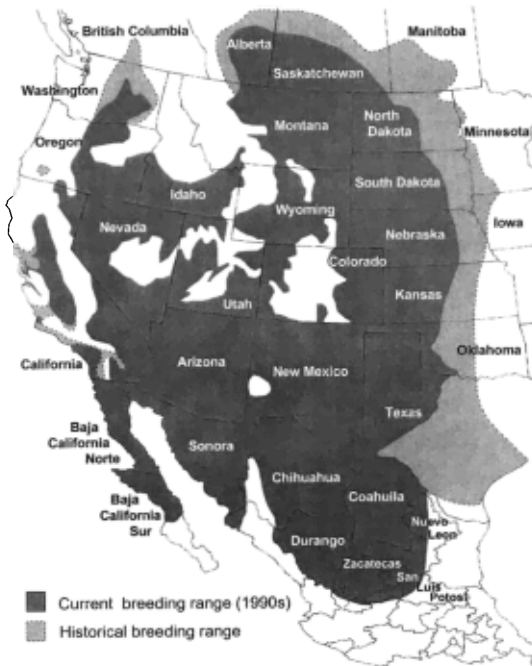 British Columbia
Alberta
Manitoba
Saskatchewan
Washington
Montana
North
Dakota
Minnesota
Oregon
Idaho
South Dakota
Wyoming
Iowa
Nevada
Nebraska
Colorado
Utah
Kansas
California
Arizona
New Mexico
Oklahoma
Texas
Baja
California
Norte
Sonora
Chihuahua
Coahuila
Baja
California
Sur
Nuevo
Leon
Durango
Zacatecas
San
Luis
Potosi
Current breeding range (1990s)
Historical breeding range